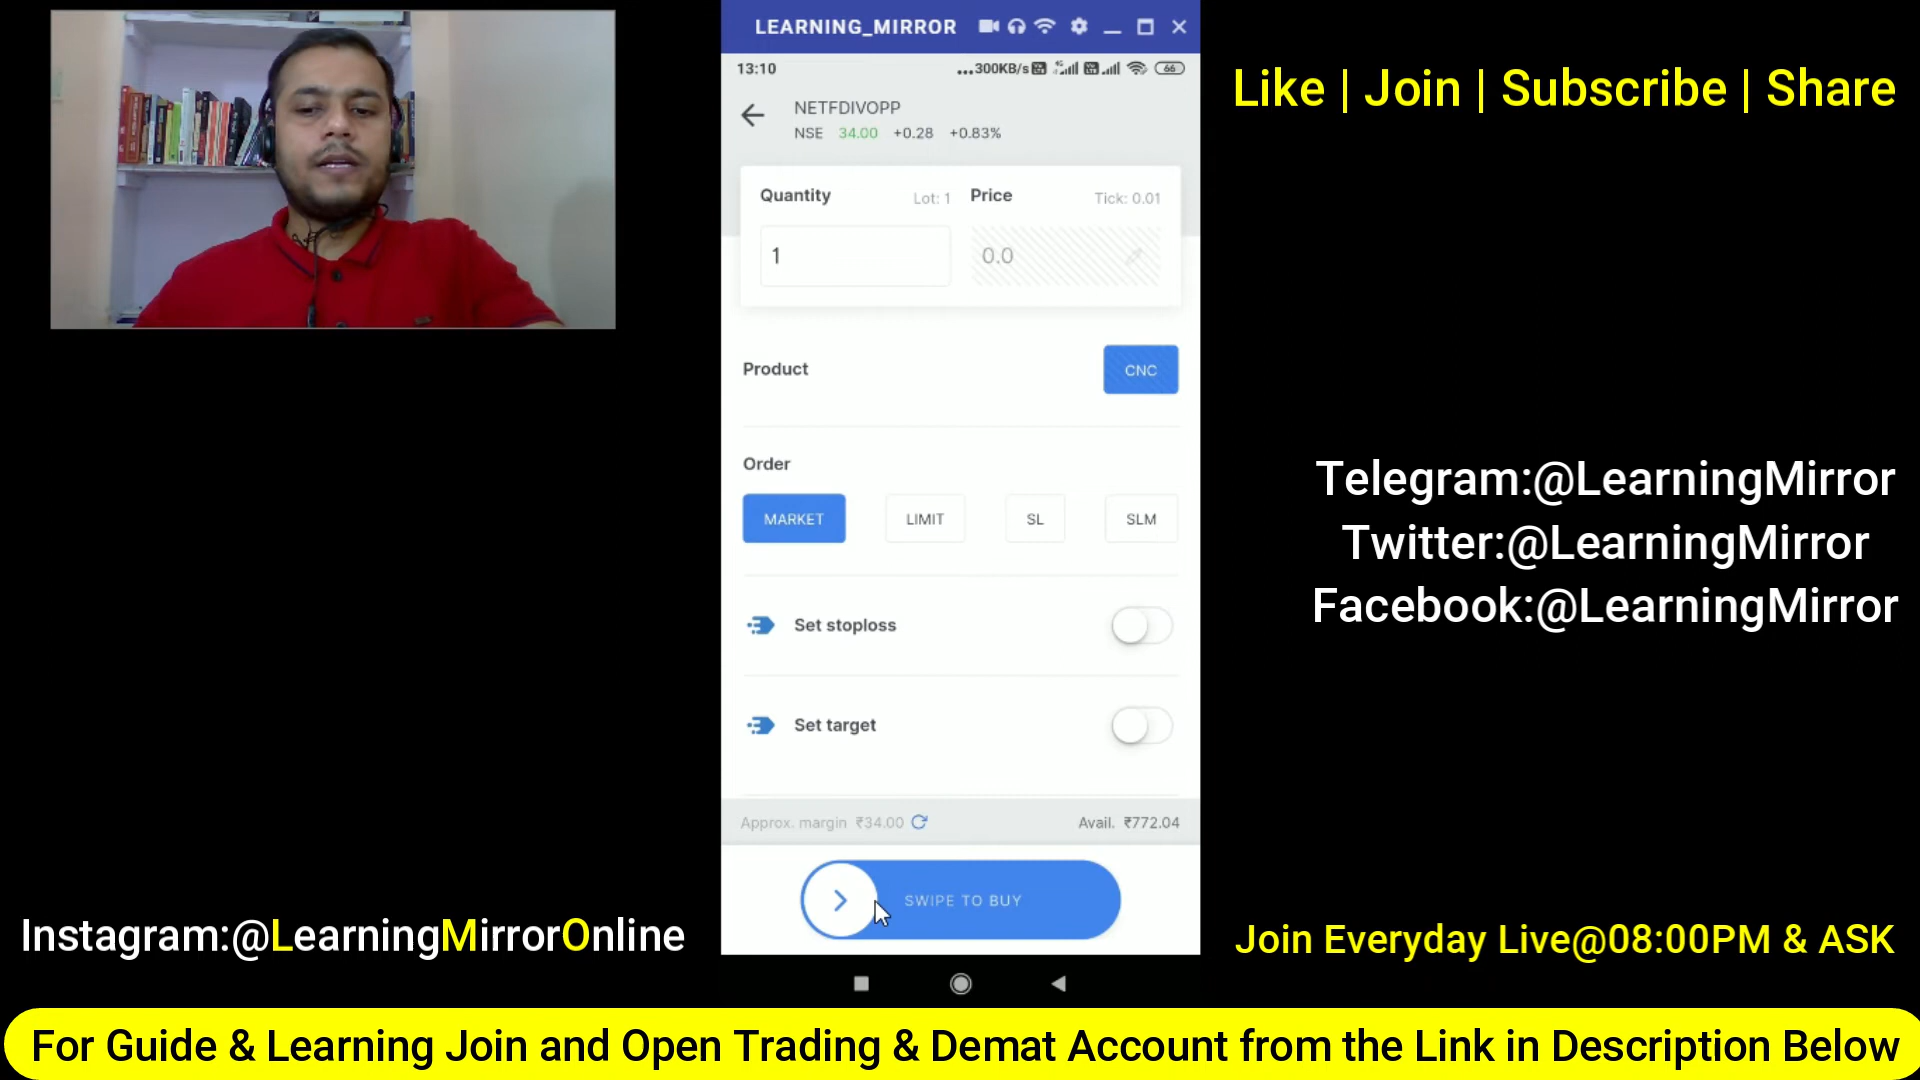 LEARNING_MIRROR
13:10
...300KB/s
66
NETFDIVOPP
NSE 34.00 +0.28 +0.83%
Quantity Lot: 1 Price Tick: 0.01
1 0.0
Product CNC
Order
MARKET LIMIT SL SLM
Set stoploss
Set target
Approx. margin ₹34.00 Avail. ₹772.04
SWIPE TO BUY
Like | Join | Subscribe | Share
Telegram:@LearningMirror
Twitter:@LearningMirror
Facebook:@LearningMirror
Instagram:@LearningMirrorOnline
Join Everyday Live@08:00PM & ASK
For Guide & Learning Join and Open Trading & Demat Account from the Link in Description Below